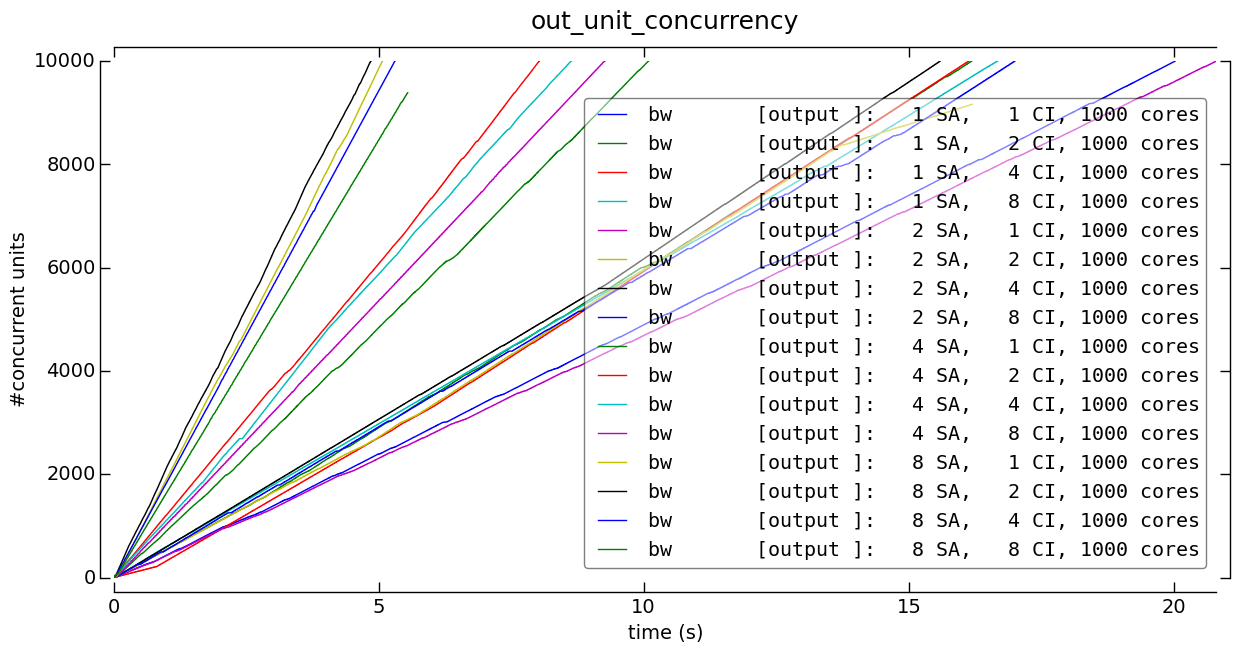 out_unit_concurrency
10000
8000
6000
4000
2000
0
#concurrent units
bw [output ]: 1 SA, 1 CI, 1000 cores
bw [output ]: 1 SA, 2 CI, 1000 cores
bw [output ]: 1 SA, 4 CI, 1000 cores
bw [output ]: 1 SA, 8 CI, 1000 cores
bw [output ]: 2 SA, 1 CI, 1000 cores
bw [output ]: 2 SA, 2 CI, 1000 cores
bw [output ]: 2 SA, 4 CI, 1000 cores
bw [output ]: 2 SA, 8 CI, 1000 cores
bw [output ]: 4 SA, 1 CI, 1000 cores
bw [output ]: 4 SA, 2 CI, 1000 cores
bw [output ]: 4 SA, 4 CI, 1000 cores
bw [output ]: 4 SA, 8 CI, 1000 cores
bw [output ]: 8 SA, 1 CI, 1000 cores
bw [output ]: 8 SA, 2 CI, 1000 cores
bw [output ]: 8 SA, 4 CI, 1000 cores
bw [output ]: 8 SA, 8 CI, 1000 cores
0 5 10 15 20
time (s)